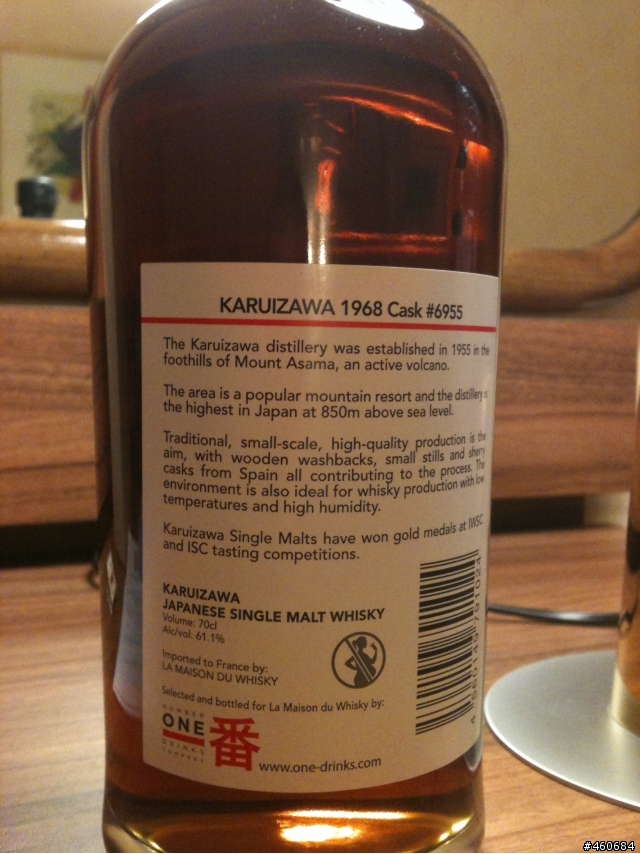 KARUIZAWA 1968 Cask #6955
The Karuizawa distillery was established in 1955 in the
foothills of Mount Asama, an active volcano.
The area is a popular mountain resort and the distillery
the highest in Japan at 850m above sea level.
Traditional, small-scale, high-quality production is the
aim, with wooden washbacks, small stills and sherry
casks from Spain all contributing to the process. The
environment is also ideal for whisky production with low
temperatures and high humidity.
Karuizawa Single Malts have won gold medals at IWSC
and ISC tasting competitions.
KARUIZAWA
JAPANESE SINGLE MALT WHISKY
Volume: 70cl
Alc/vol: 61.1%
Imported to France by:
LA MAISON DU WHISKY
Selected and bottled for La Maison du Whisky by:
NUMBER
ONE
DRINKS
COMPANY
番
www.one-drinks.com
4 560149 791024
#460684